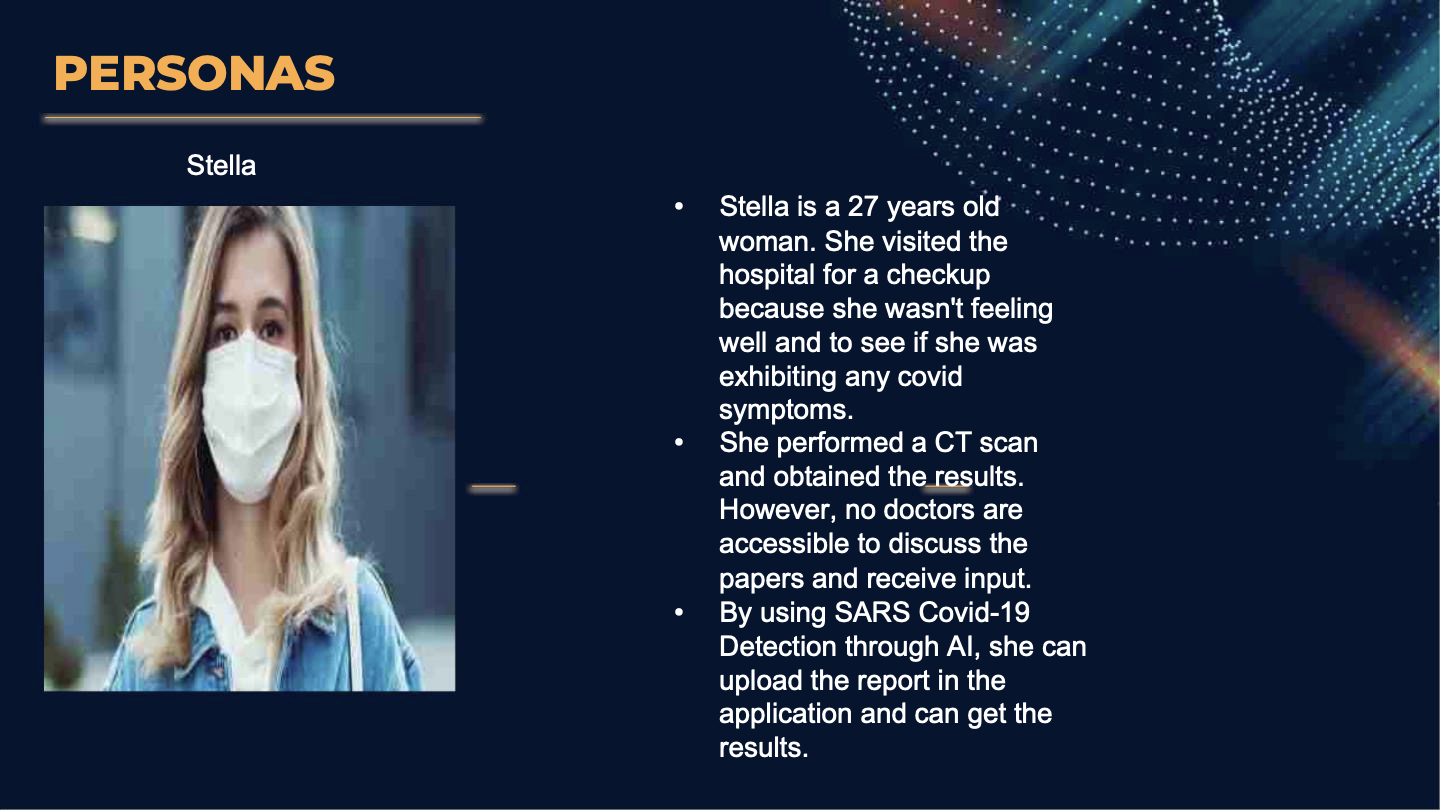 PERSONAS
Stella
• Stella is a 27 years old
woman. She visited the
hospital for a checkup
because she wasn't feeling
well and to see if she was
exhibiting any covid
symptoms.
• She performed a CT scan
and obtained the results.
However, no doctors are
accessible to discuss the
papers and receive input.
• By using SARS Covid-19
Detection through AI, she can
upload the report in the
application and can get the
results.